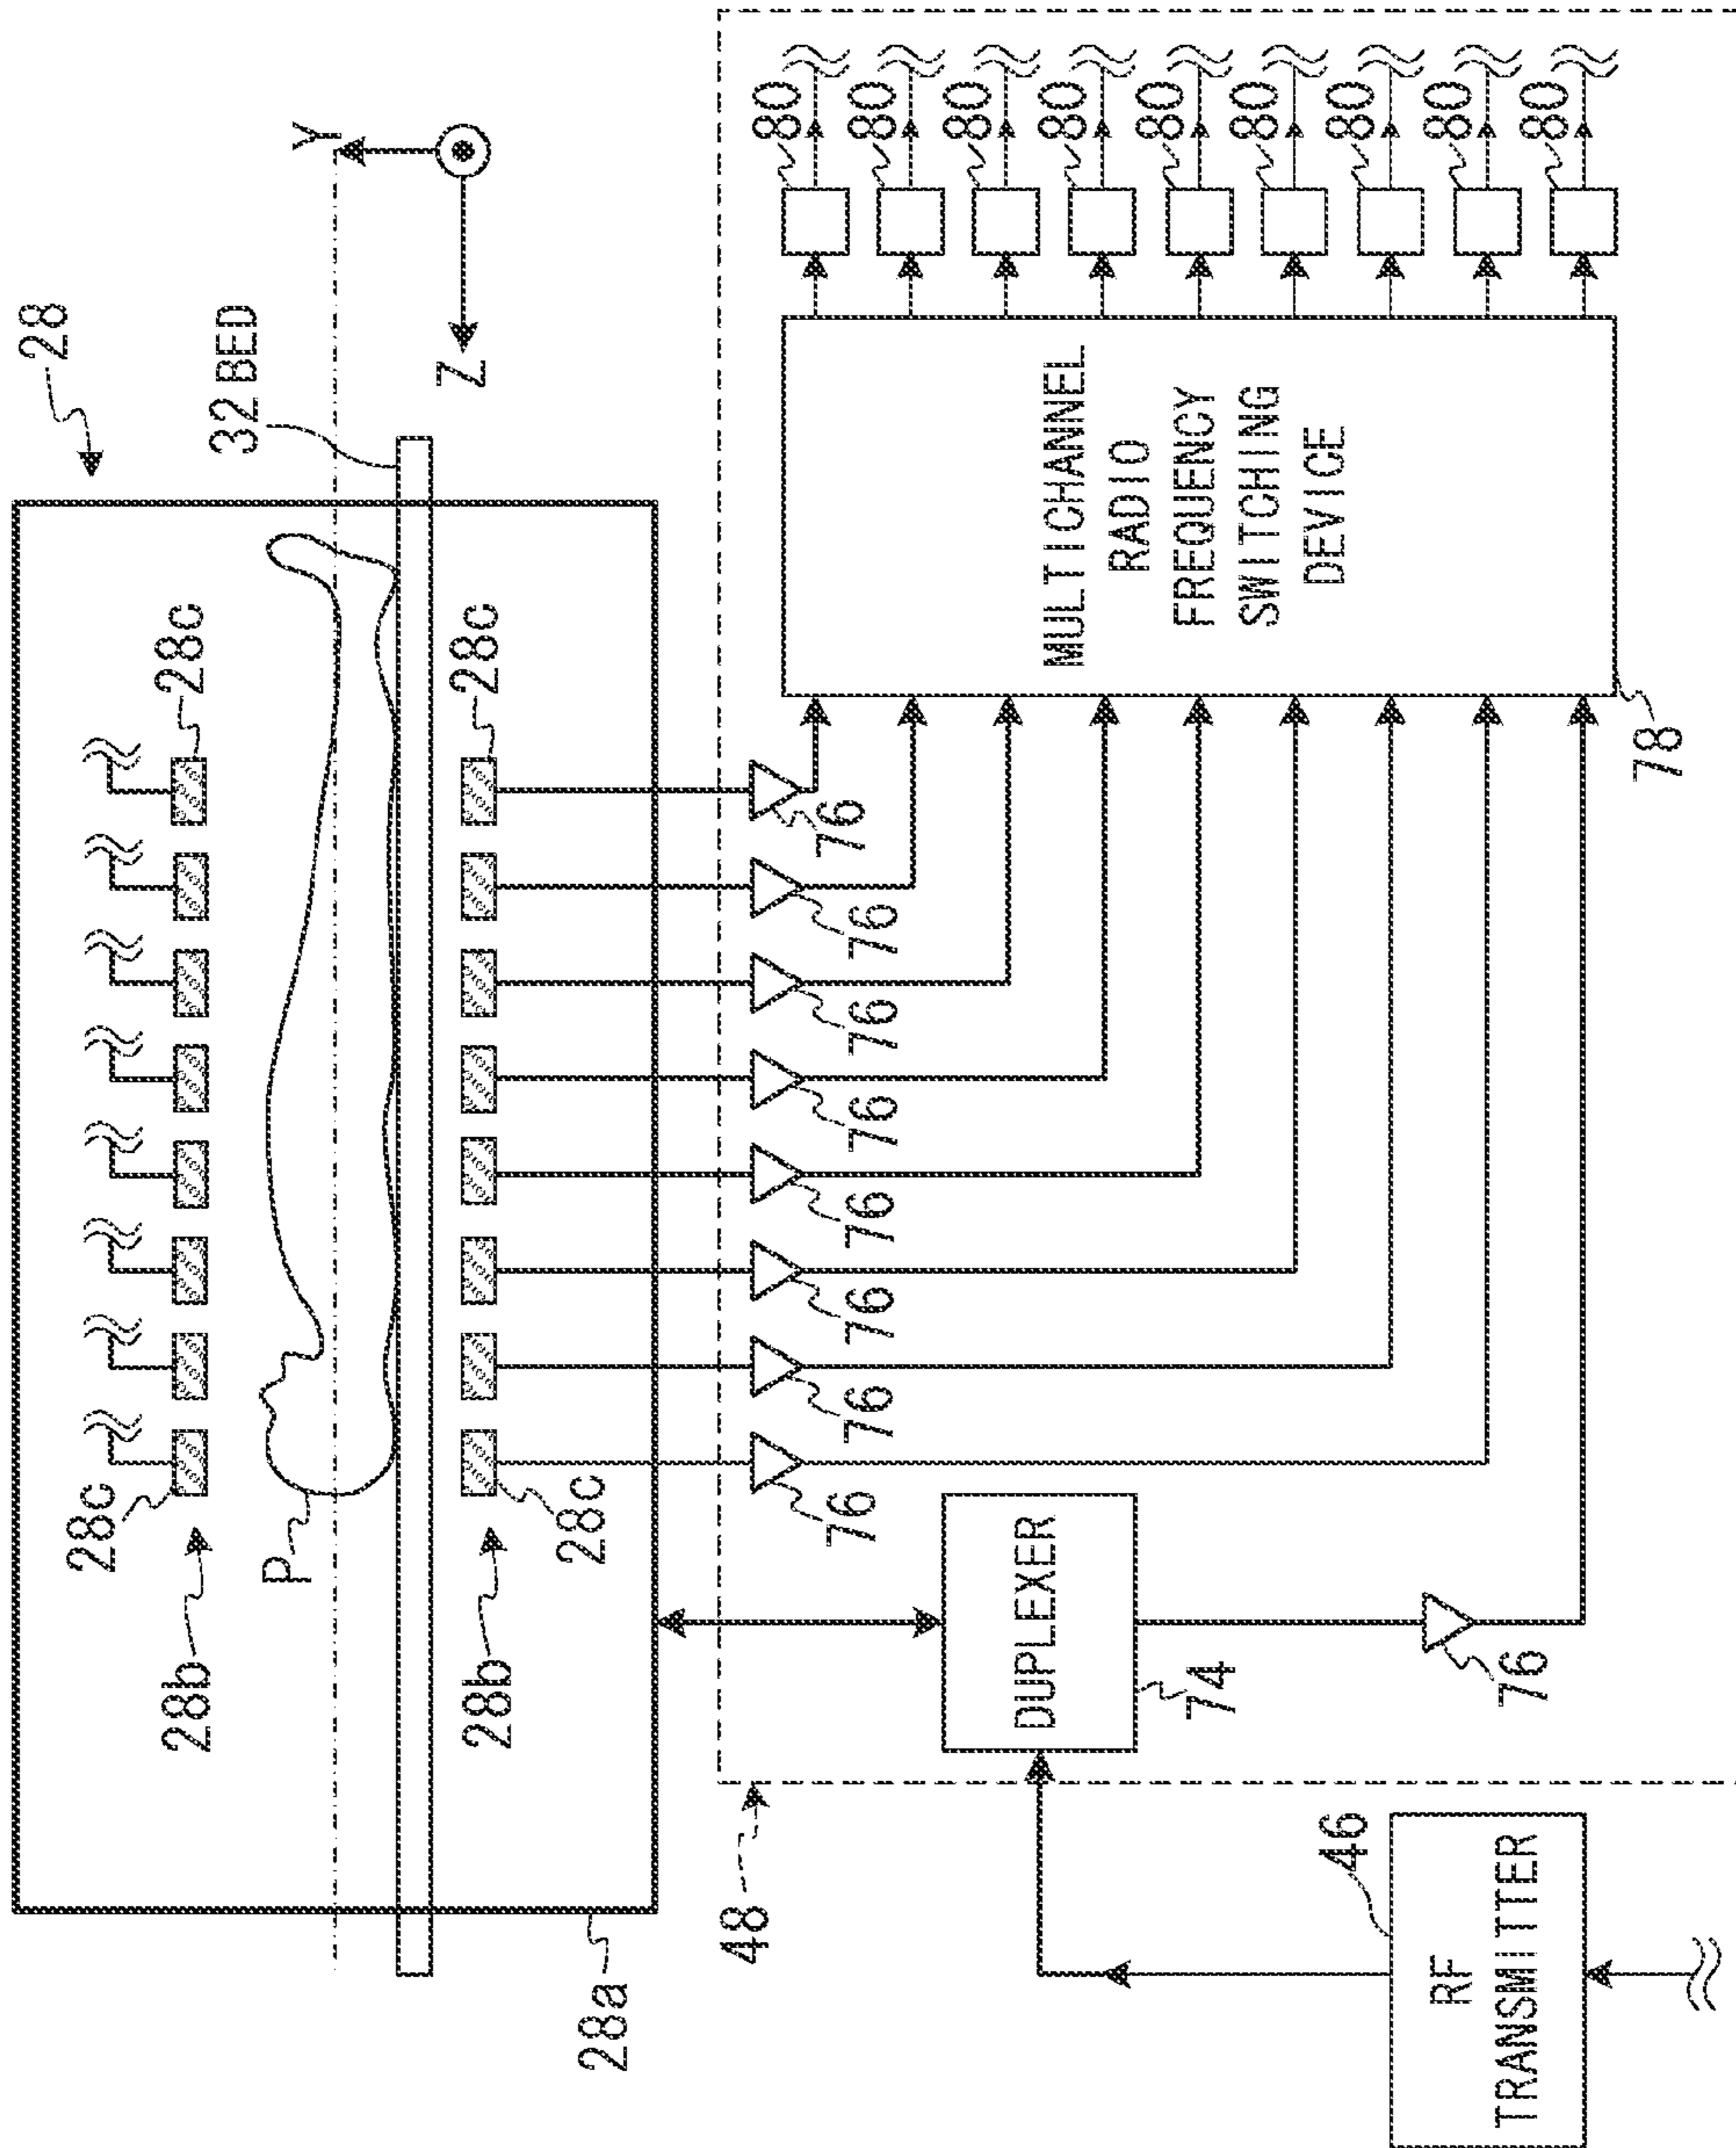 28
28c
28b
28c
32 BED
P
Y
28b
28c
Z
28c
28a
48
80
80
80
80
80
80
80
80
80
76
76
76
76
76
76
76
76
DUPLEXER
74
MULTICHANNEL
RADIO
FREQUENCY
SWITCHING
DEVICE
46
RF
TRANSMITTER
76
78